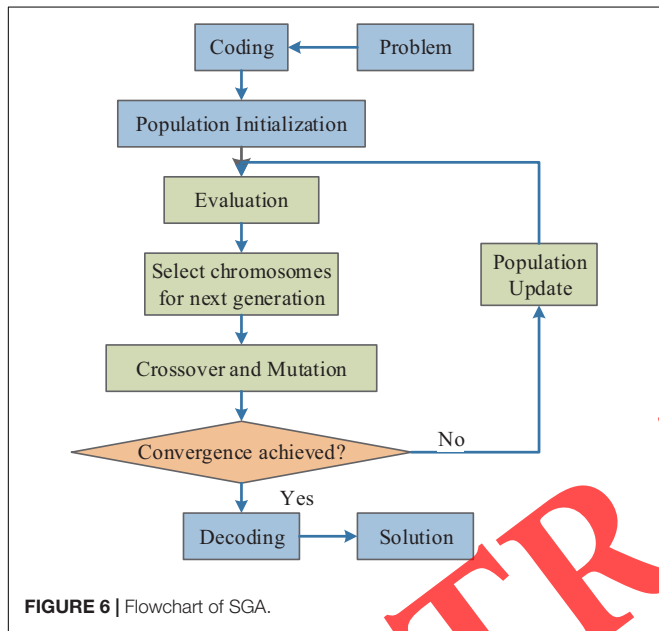 Coding
Problem
Population Initialization
Evaluation
Select chromosomes
for next generation
Population
Update
Crossover and Mutation
Convergence achieved?
No
Yes
Decoding
Solution
FIGURE 6 | Flowchart of SGA.
TR